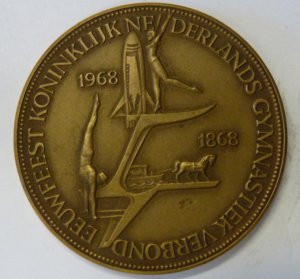 EEUWFEEST KONINKLIJK NEDERLANDS GYMNASTIEK VERBOND
1968
1868